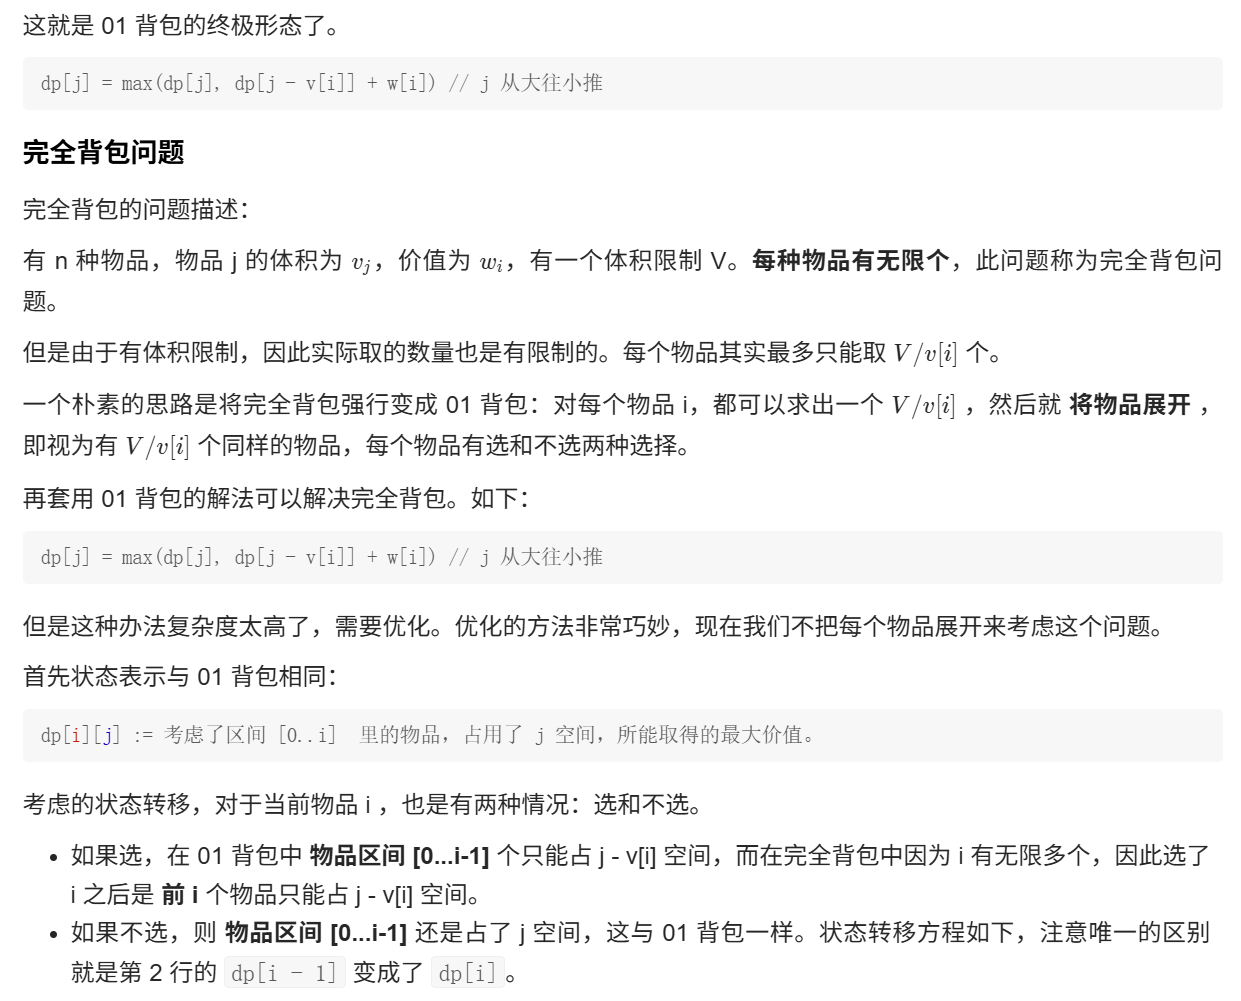 这就是 01 背包的终极形态了。
dp[j] = max(dp[j], dp[j - v[i]] + w[i]) // j 从大往小推
完全背包问题
完全背包的问题描述：
有 n 种物品，物品 j 的体积为 v_j，价值为 w_i，有一个体积限制 V。每种物品有无限个，此问题称为完全背包问
题。
但是由于有体积限制，因此实际取的数量也是有限制的。每个物品其实最多只能取 V/v[i] 个。
一个朴素的思路是将完全背包强行变成 01 背包：对每个物品 i，都可以求出一个 V/v[i] ，然后就 将物品展开 ，
即视为有 V/v[i] 个同样的物品，每个物品有选和不选两种选择。
再套用 01 背包的解法可以解决完全背包。如下：
dp[j] = max(dp[j], dp[j - v[i]] + w[i]) // j 从大往小推
但是这种办法复杂度太高了，需要优化。优化的方法非常巧妙，现在我们不把每个物品展开来考虑这个问题。
首先状态表示与 01 背包相同：
dp[i][j] := 考虑了区间 [0..i] 里的物品，占用了 j 空间，所能取得的最大价值。
考虑的状态转移，对于当前物品 i ，也是有两种情况：选和不选。
• 如果选，在 01 背包中 物品区间 [0...i-1] 个只能占 j - v[i] 空间，而在完全背包中因为 i 有无限多个，因此选了
i 之后是 前 i 个物品只能占 j - v[i] 空间。
• 如果不选，则 物品区间 [0...i-1] 还是占了 j 空间，这与 01 背包一样。状态转移方程如下，注意唯一的区别
就是第 2 行的 dp[i - 1] 变成了 dp[i] 。